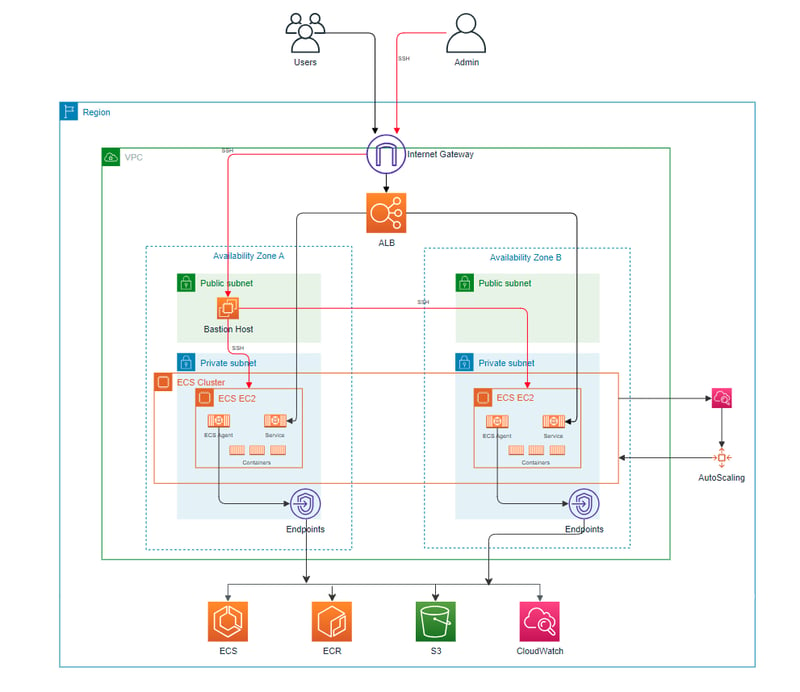 Users
Admin
SSH
Region
SSH
VPC
Internet Gateway
ALB
Availability Zone A
Availability Zone B
Public subnet
Public subnet
SSH
Bastion Host
SSH
Private subnet
Private subnet
ECS Cluster
ECS EC2
ECS EC2
ECS Agent
Service
ECS Agent
Service
Containers
Containers
AutoScaling
Endpoints
Endpoints
ECS
ECR
S3
CloudWatch